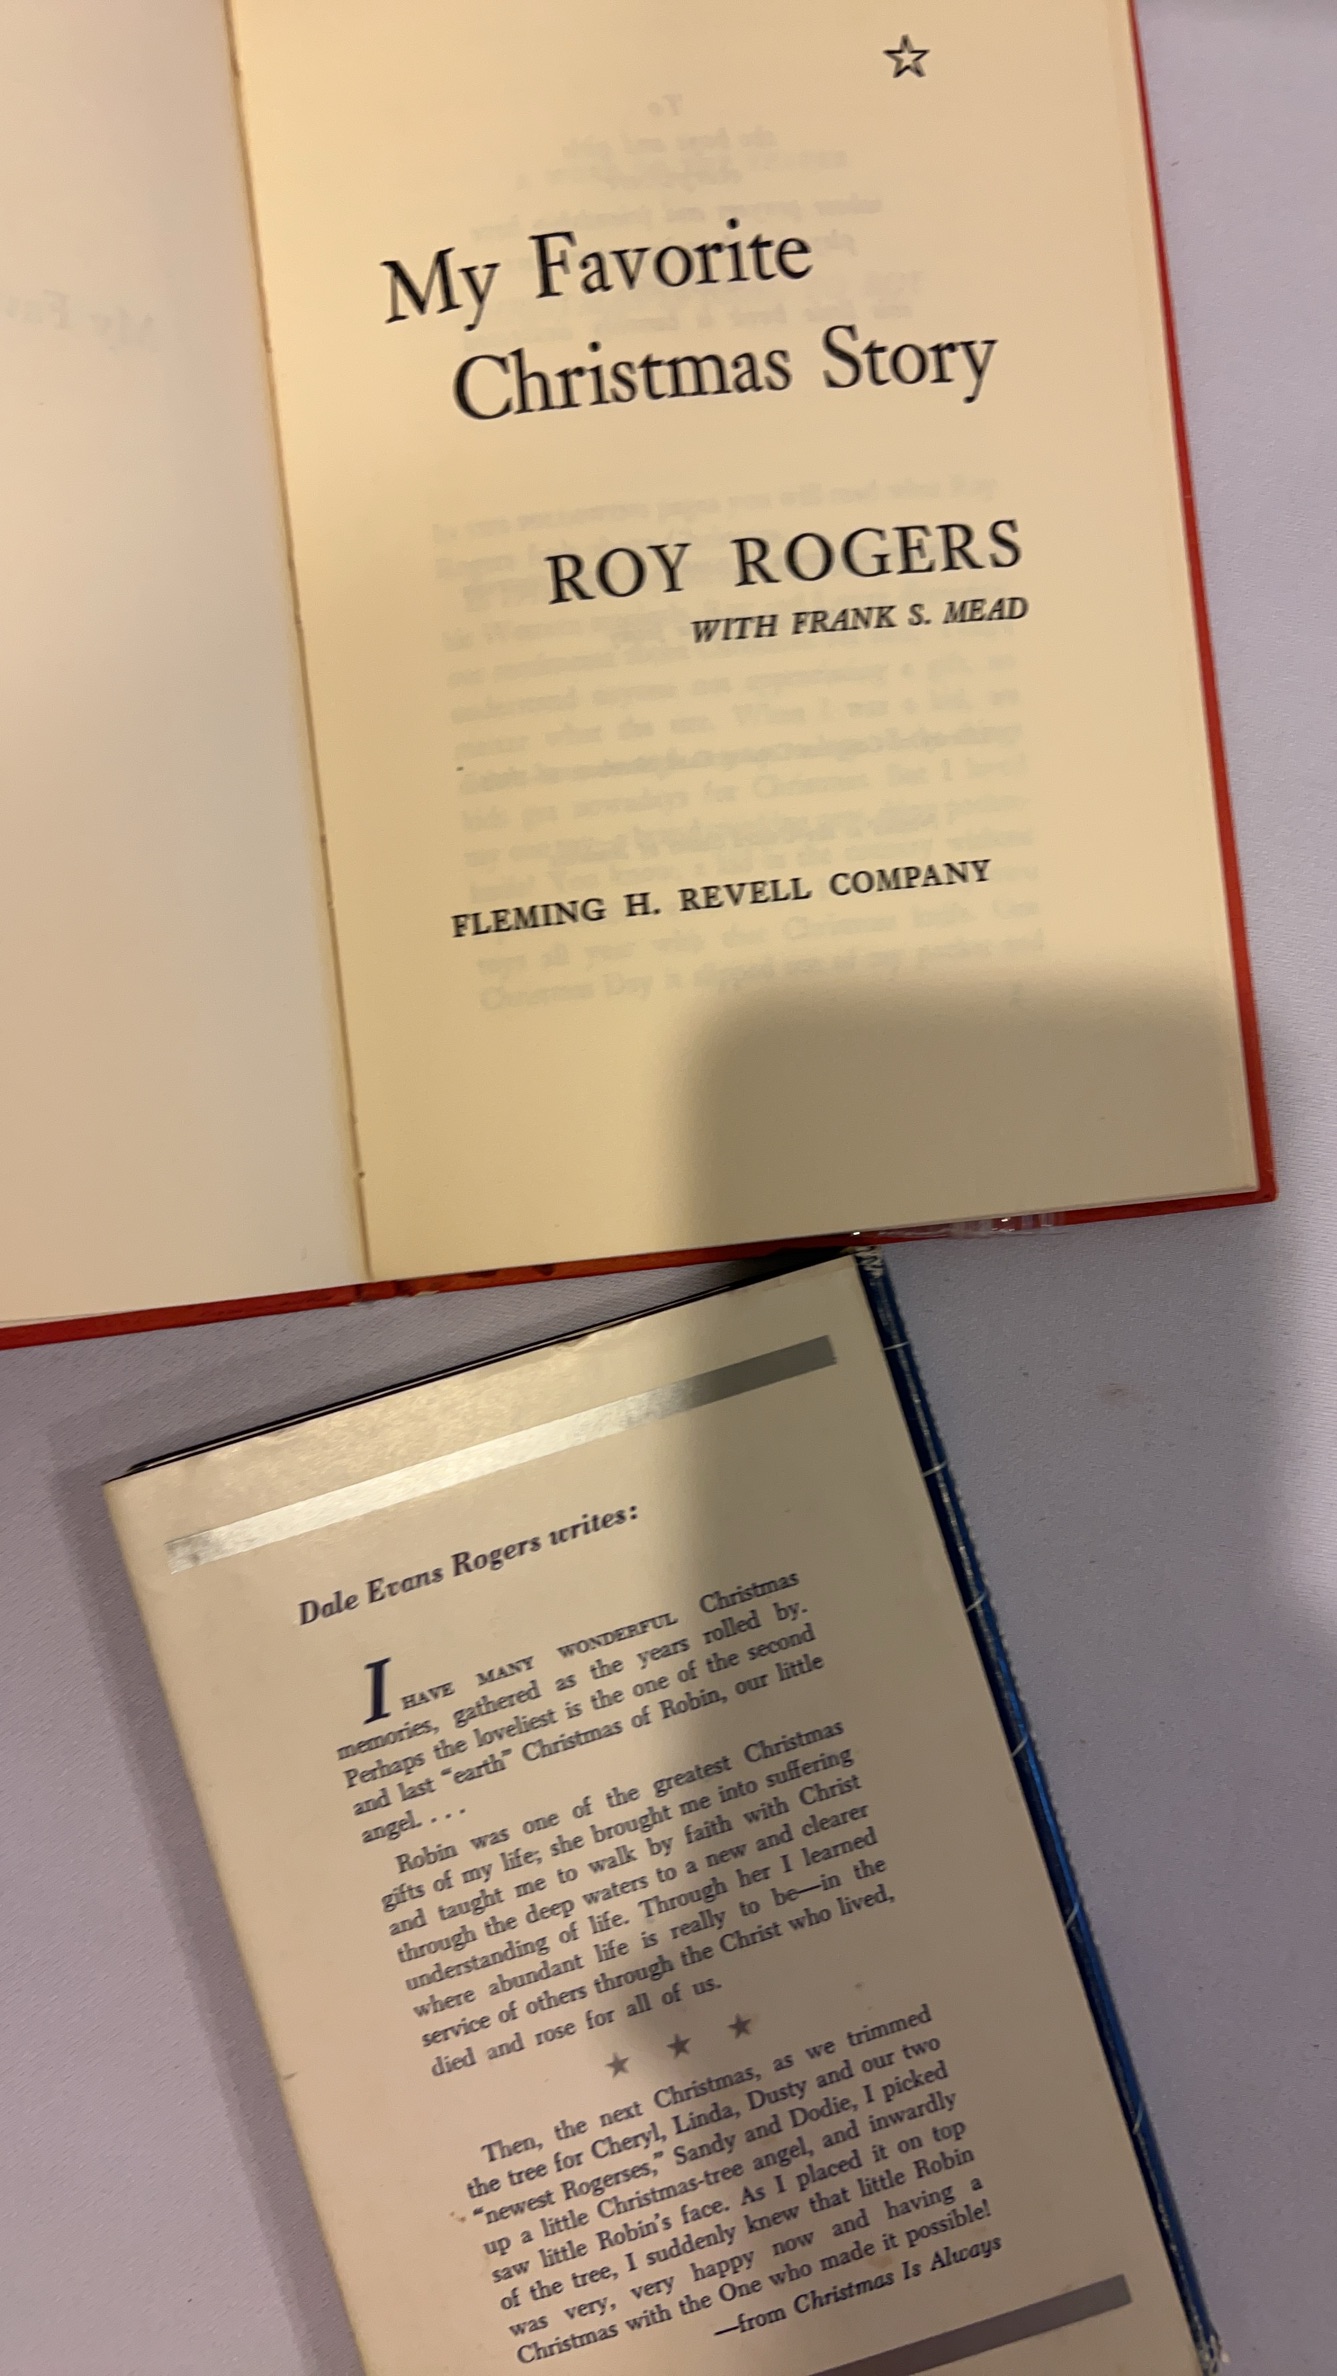 My Favorite
Christmas Story
ROY ROGERS
WITH FRANK S. MEAD
FLEMING H. REVELL COMPANY
Dale Evans Rogers writes:
I HAVE MANY WONDERFUL Christmas
memories, gathered as the years rolled by.
Perhaps the loveliest is the one of the second
and last “earth” Christmas of Robin, our little
angel. . . .
Robin was one of the greatest Christmas
gifts of my life; she brought me into suffering
and taught me to walk by faith with Christ
through the deep waters to a new and clearer
understanding of life. Through her I learned
where abundant life is really to be—in the
service of others through the Christ who lived,
died and rose for all of us.
★ ★ ★
Then, the next Christmas, as we trimmed
the tree for Cheryl, Linda, Dusty and our two
“newest Rogerses,” Sandy and Dodie, I picked
up a little Christmas-tree angel, and inwardly
saw little Robin’s face. As I placed it on top
of the tree, I suddenly knew that little Robin
was very, very happy now and having a
Christmas with the One who made it possible!
—from Christmas Is Always